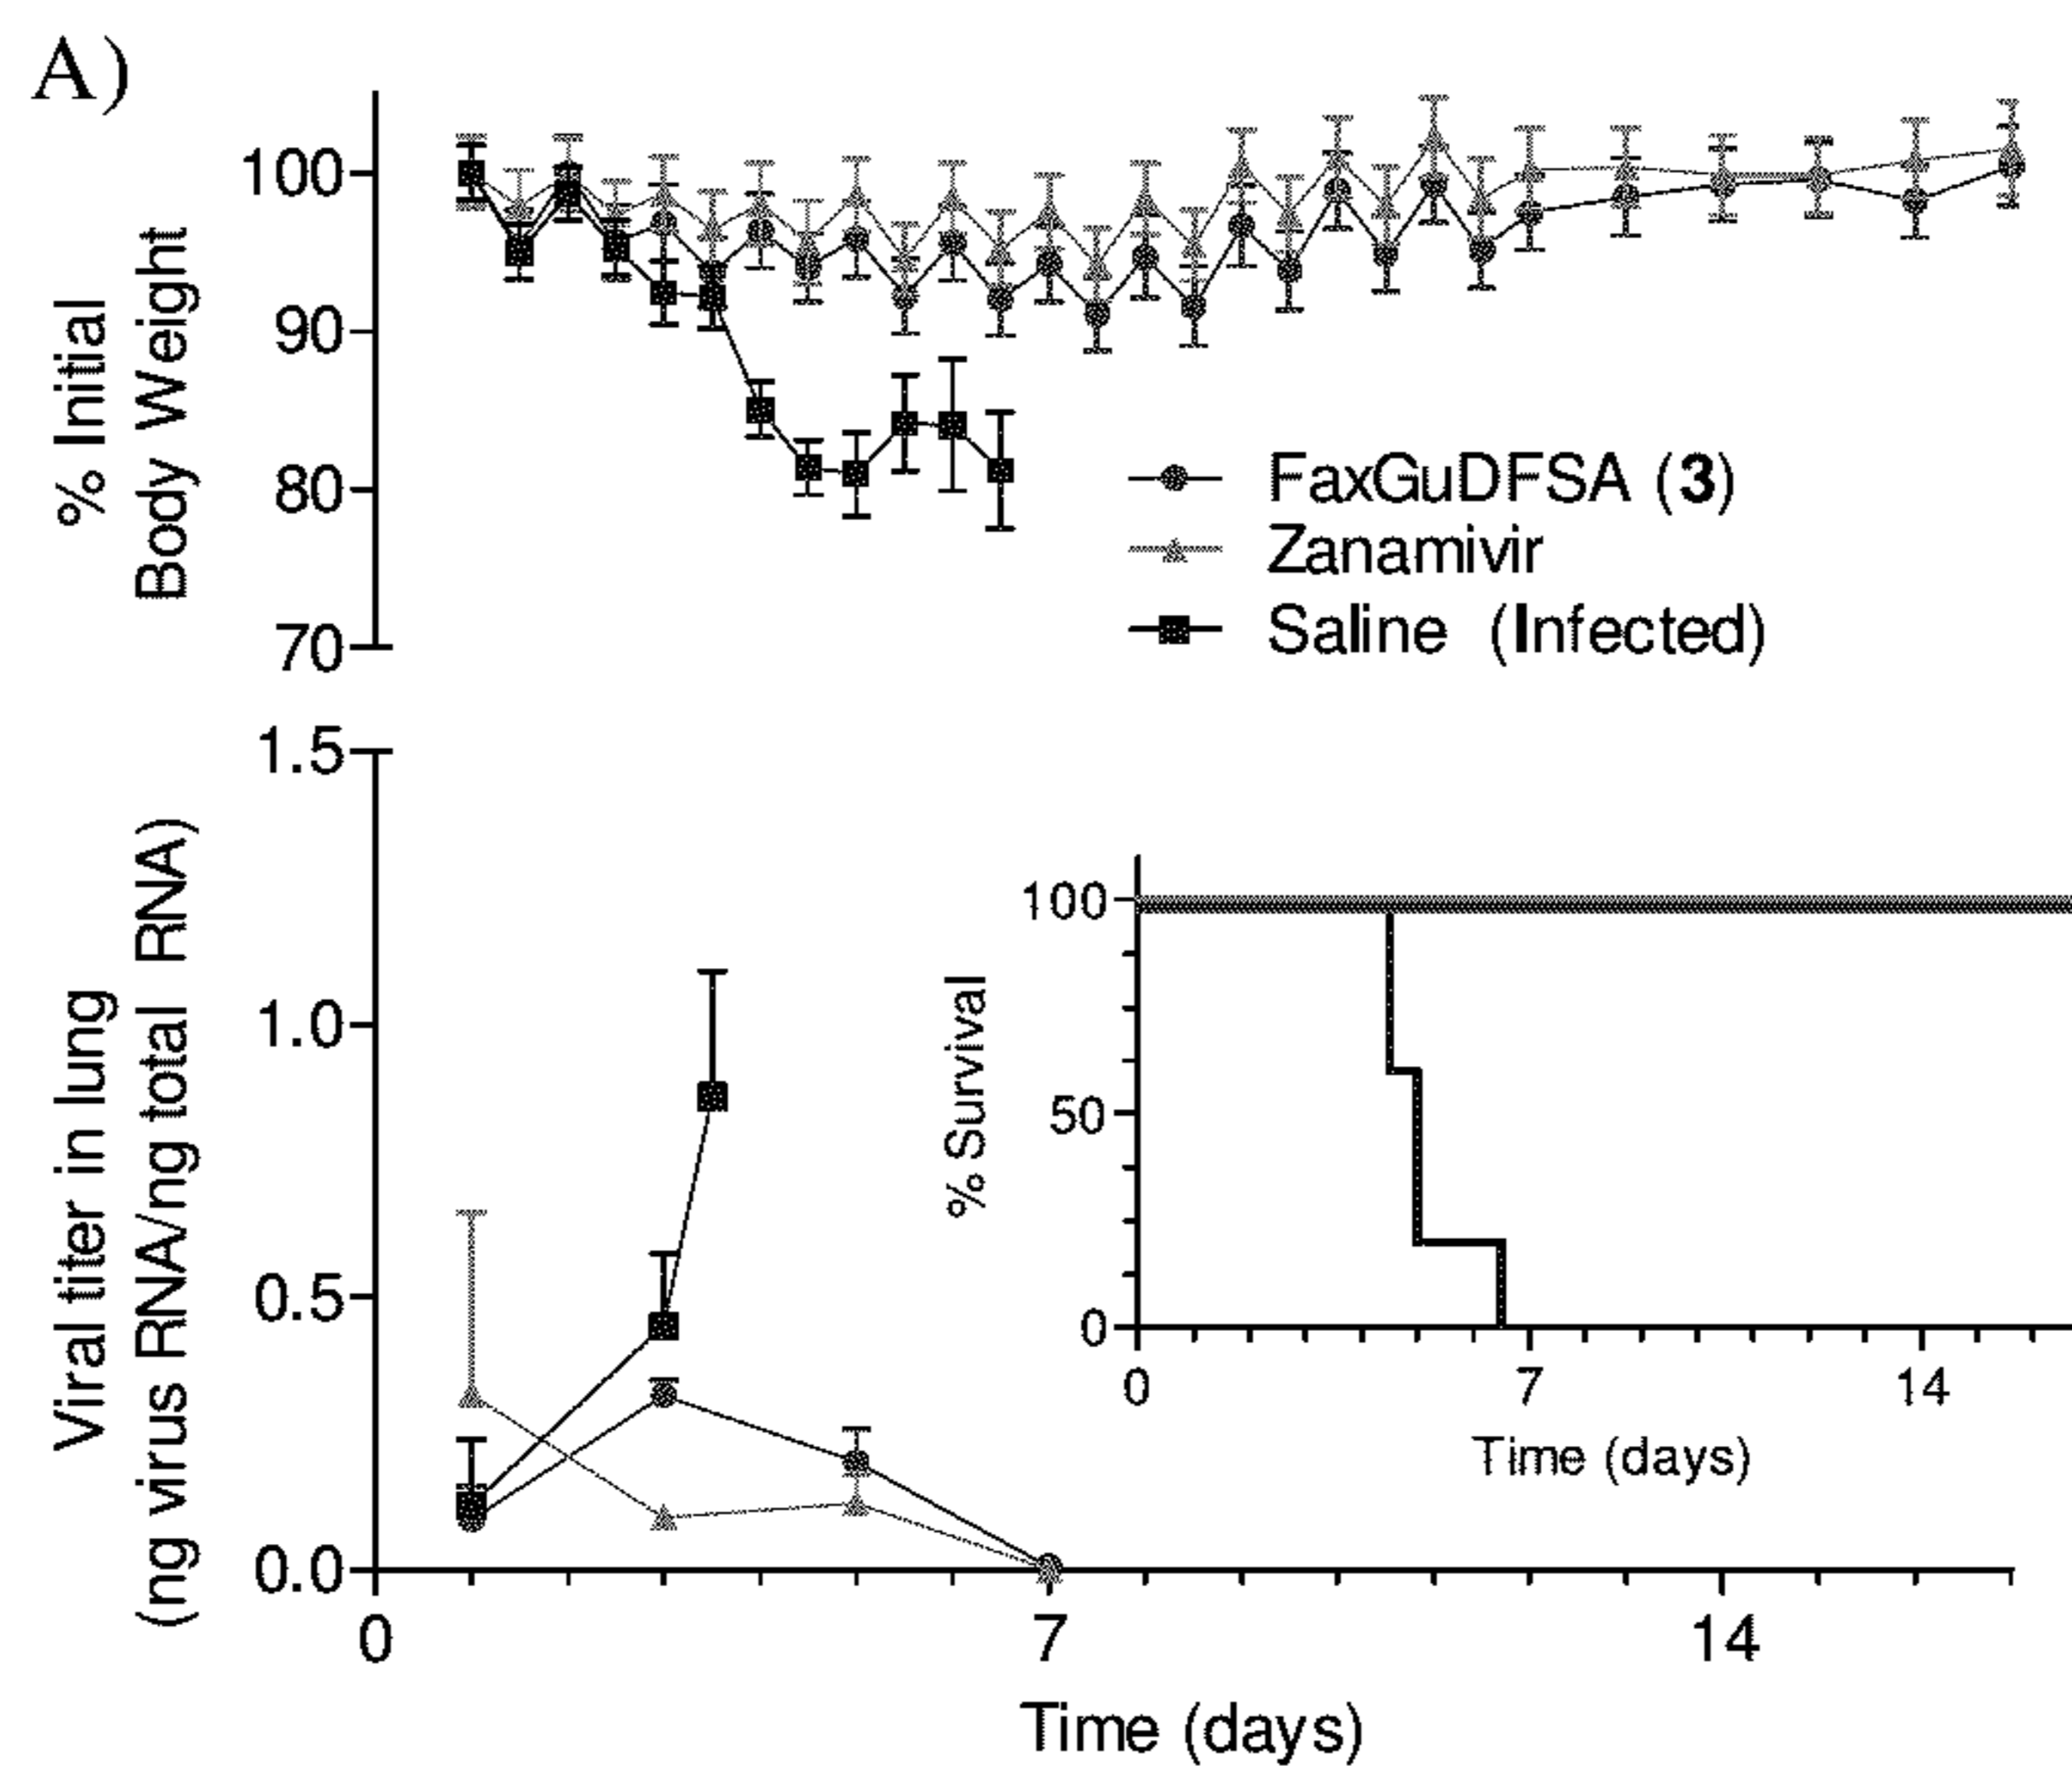 A)
% Initial
Body Weight
100
90
80
70
FaxGuDFSA (3)
Zanamivir
Saline (Infected)
Viral titer in lung
(ng virus RNA/ng total RNA)
1.5
1.0
0.5
0.0
% Survival
100
50
0
0
7
14
Time (days)
0
7
14
Time (days)